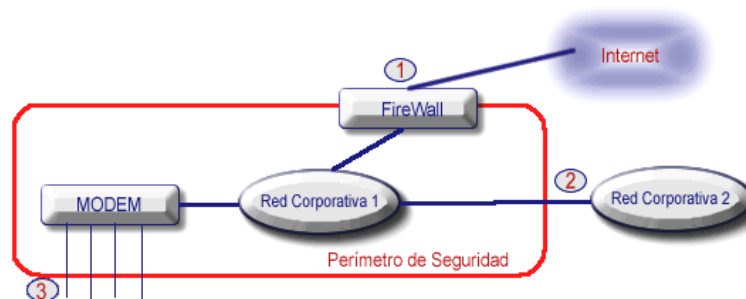 Internet
1
FireWall
2
MODEM
Red Corporativa 1
Red Corporativa 2
Perímetro de Seguridad
3